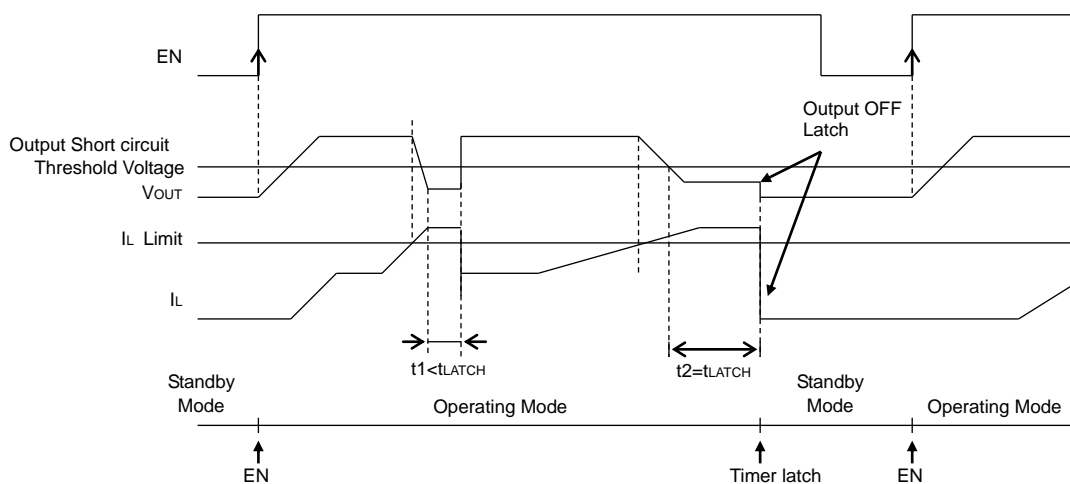 EN
Output OFF
Latch
Output Short circuit
Threshold Voltage
VOUT
IL Limit
IL
t1<tLATCH
t2=tLATCH
Standby
Mode
Operating Mode
Standby
Mode
Operating Mode
EN
Timer latch
EN